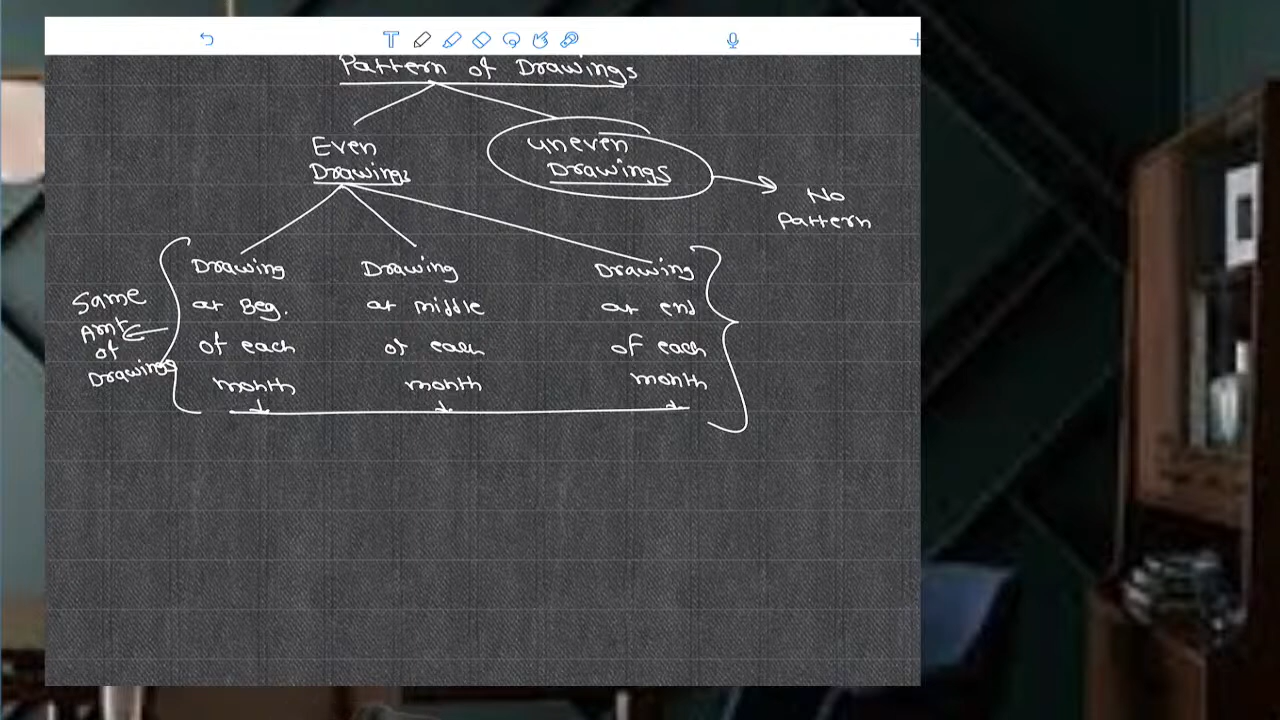 Pattern of Drawings
Even
Drawings
uneven
Drawings
No
Pattern
Same
Amt
of
Drawings
Drawing
at Beg.
of each
month
Drawing
at middle
of each
month
Drawing
at end
of each
month